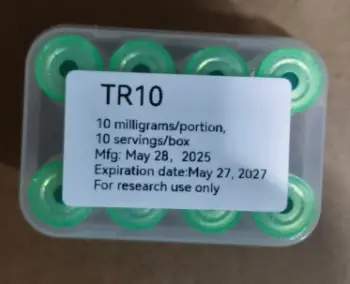 TR10
10 milligrams/portion,
10 servings/box
Mfg: May 28, 2025
Expiration date:May 27, 2027
For research use only